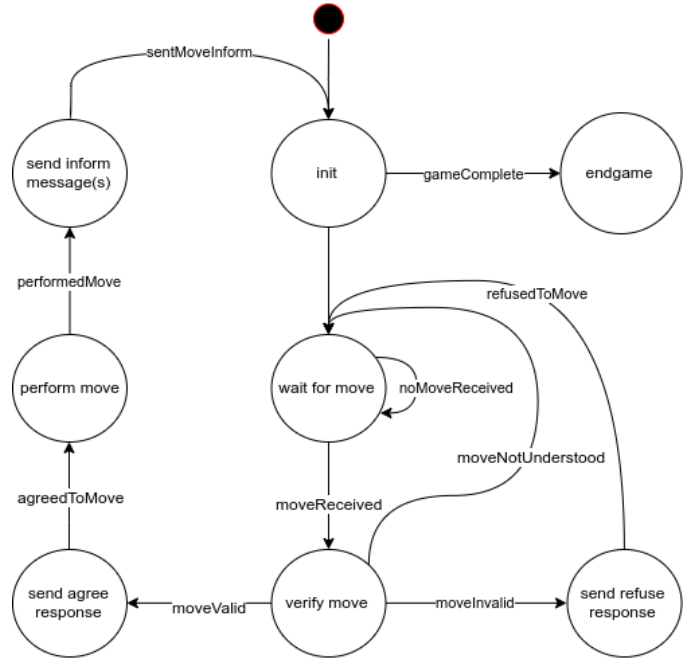 sentMoveInform
send inform
message(s)
init
gameComplete
endgame
performedMove
refusedToMove
perform move
wait for move
noMoveReceived
moveNotUnderstood
agreedToMove
moveReceived
send agree
response
moveValid
verify move
moveInvalid
send refuse
response